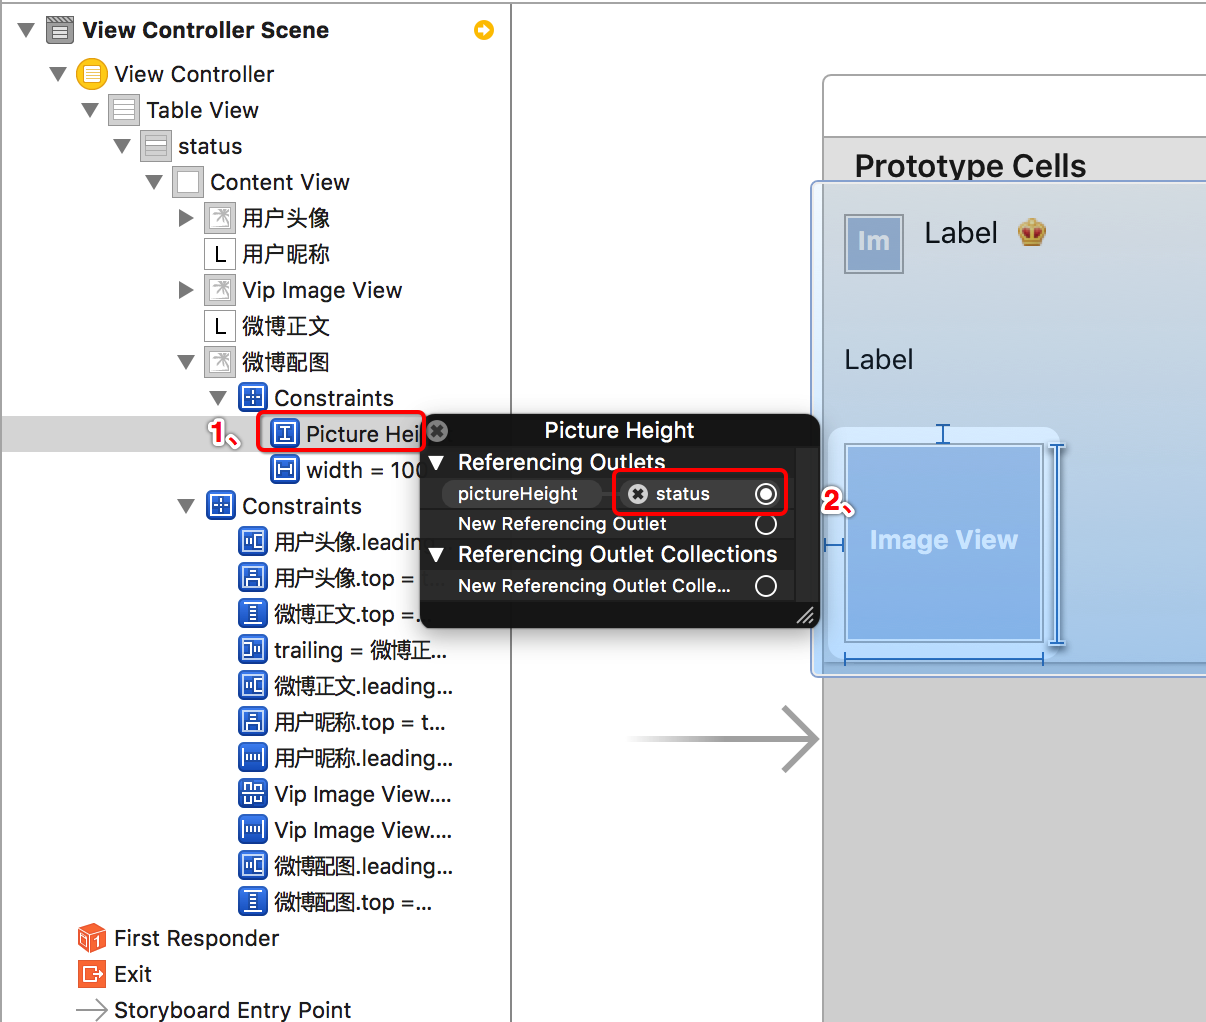 View Controller Scene
View Controller
Table View
status
Content View
用户头像
L 用户昵称
Vip Image View
L 微博正文
微博配图
Constraints
1、
Picture Hei
width = 100
Constraints
用户头像.leadin
用户头像.top = t...
微博正文.top =...
trailing = 微博正...
微博正文.leading...
用户昵称.top = t...
用户昵称.leading...
Vip Image View....
Vip Image View....
微博配图.leading...
微博配图.top =...
First Responder
Exit
Storyboard Entry Point
Picture Height
Referencing Outlets
pictureHeight status
2、
New Referencing Outlet
Referencing Outlet Collections
New Referencing Outlet Colle...
Prototype Cells
Im Label
Label
Image View